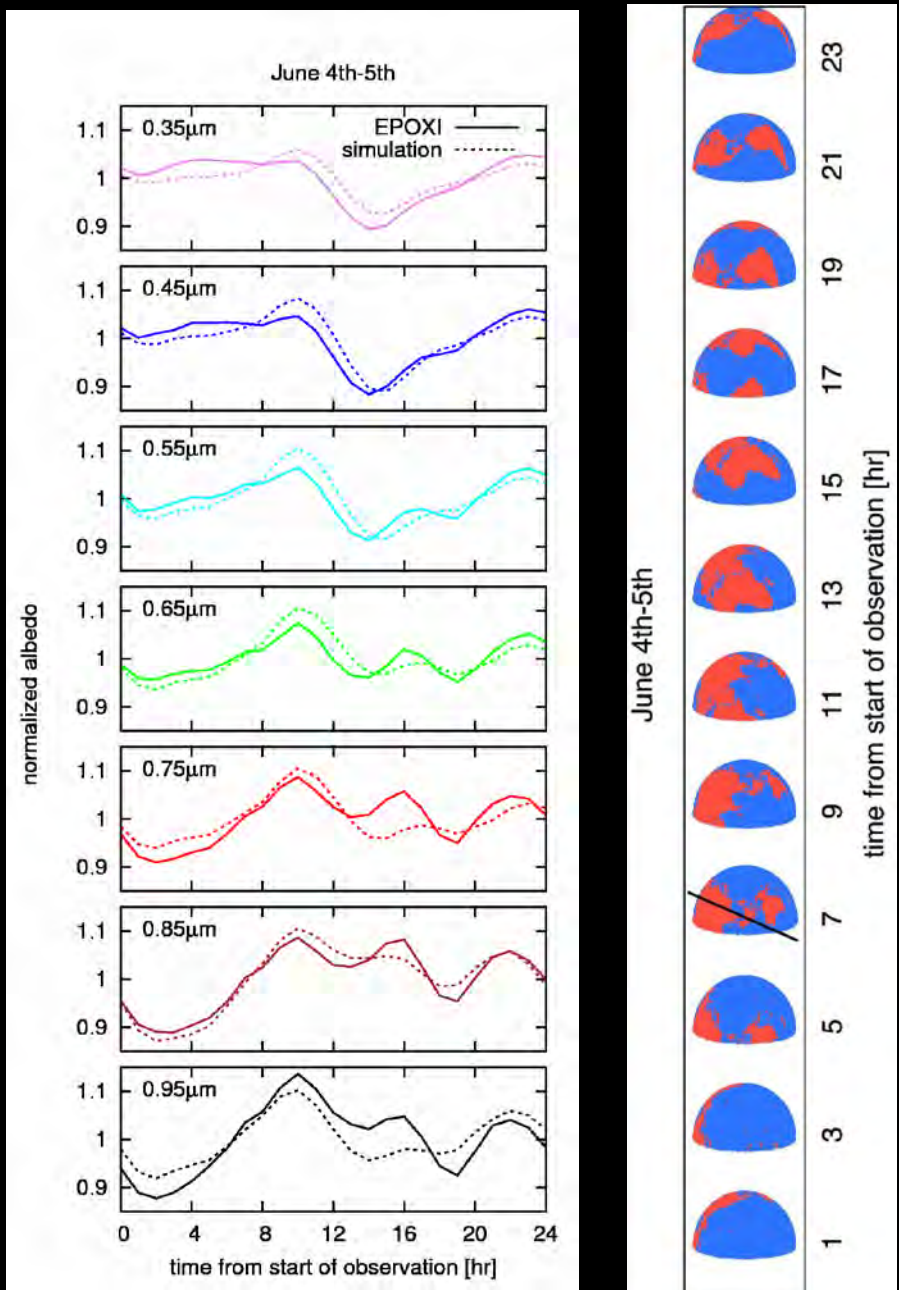 June 4th-5th
normalized albedo
0.35μm
EPOXI
simulation
1.1
1
0.9
0.45μm
1.1
1
0.9
0.55μm
1.1
1
0.9
0.65μm
1.1
1
0.9
0.75μm
1.1
1
0.9
0.85μm
1.1
1
0.9
0.95μm
1.1
1
0.9
0 4 8 12 16 20 24
time from start of observation [hr]
June 4th-5th
1 3 5 7 9 11 13 15 17 19 21 23
time from start of observation [hr]